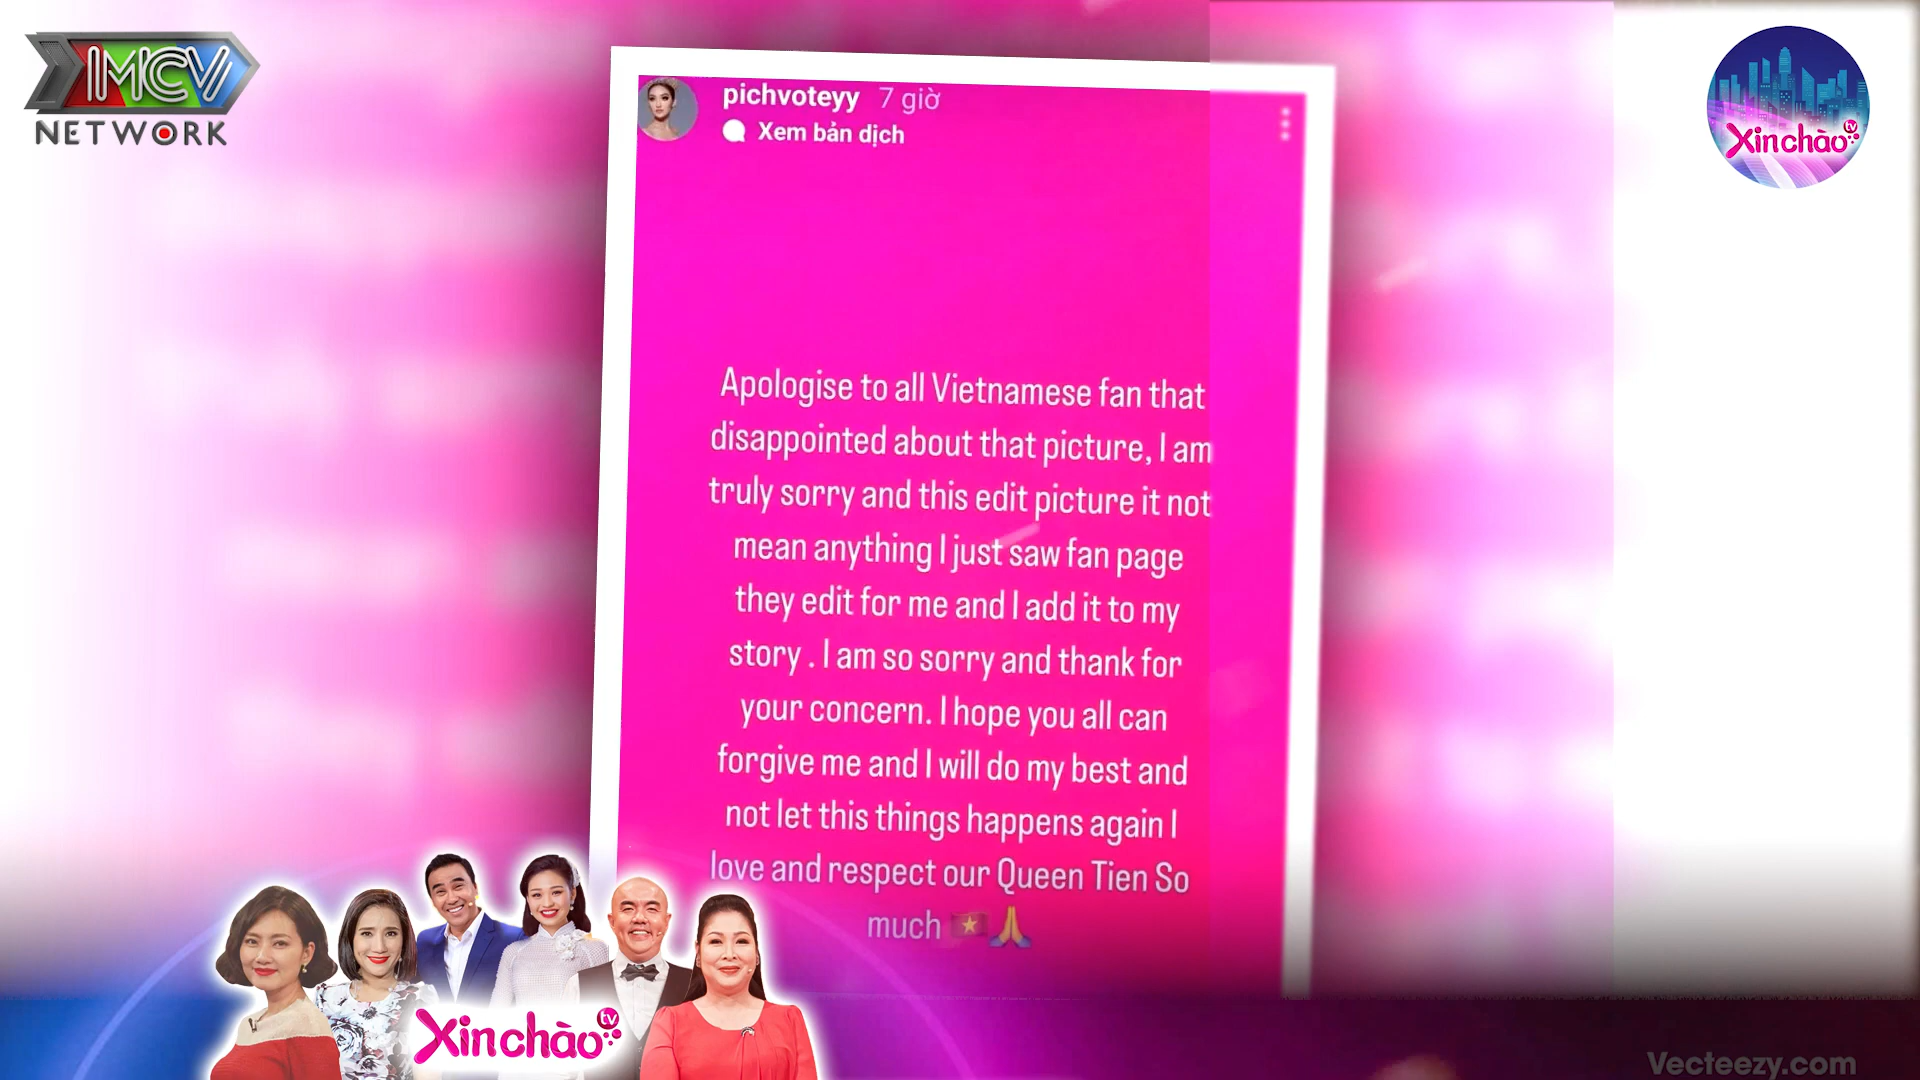 MCV
NETWORK
Xin chào tv
pichvoteyy 7 giờ
Xem bản dịch
Apologise to all Vietnamese fan that
disappointed about that picture, I am
truly sorry and this edit picture it not
mean anything I just saw fan page
they edit for me and I add it to my
story . I am so sorry and thank for
your concern. I hope you all can
forgive me and I will do my best and
not let this things happens again I
love and respect our Queen Tien So
much 🇻🇳🙏
Xin chào tv
Vecteezy.com